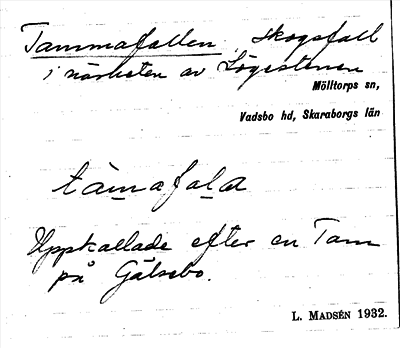 Tammafallen, Skogsfall
i närheten av Lögestenen
Mölltorps sn,
Vadsbo hd, Skaraborgs län
tàmafala
Uppkallade efter en Tam
på Gälsebo.
L. MADSÉN 1932.